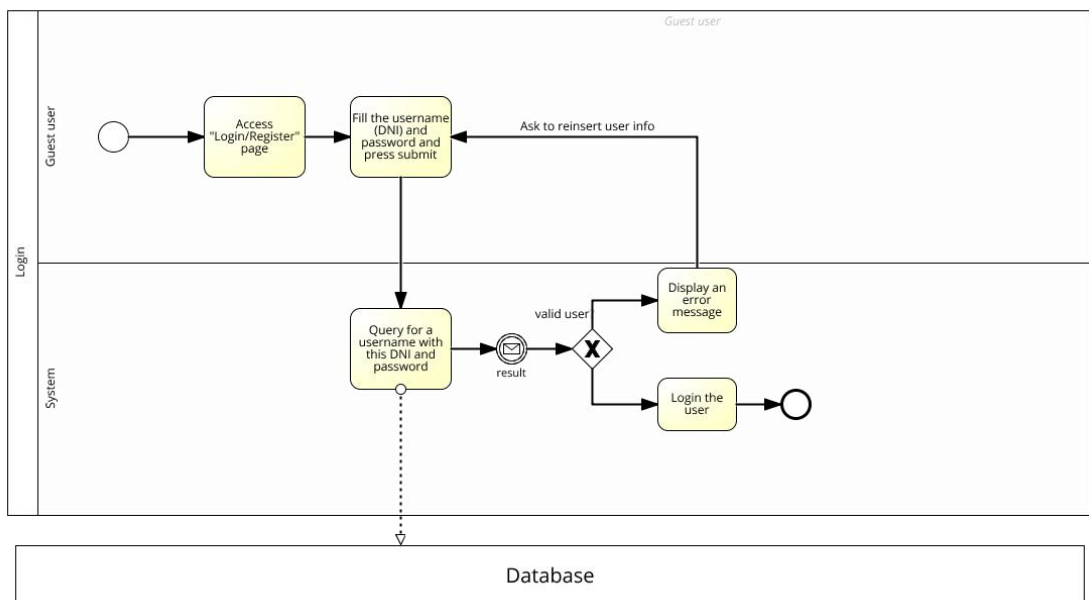 Guest user
Login
Guest user
Access
"Login/Register"
page
Fill the username
(DNI) and
password and
press submit
Ask to reinsert user info
System
Query for a
username with
this DNI and
password
result
valid user
X
Display an
error
message
Login the
user
Database